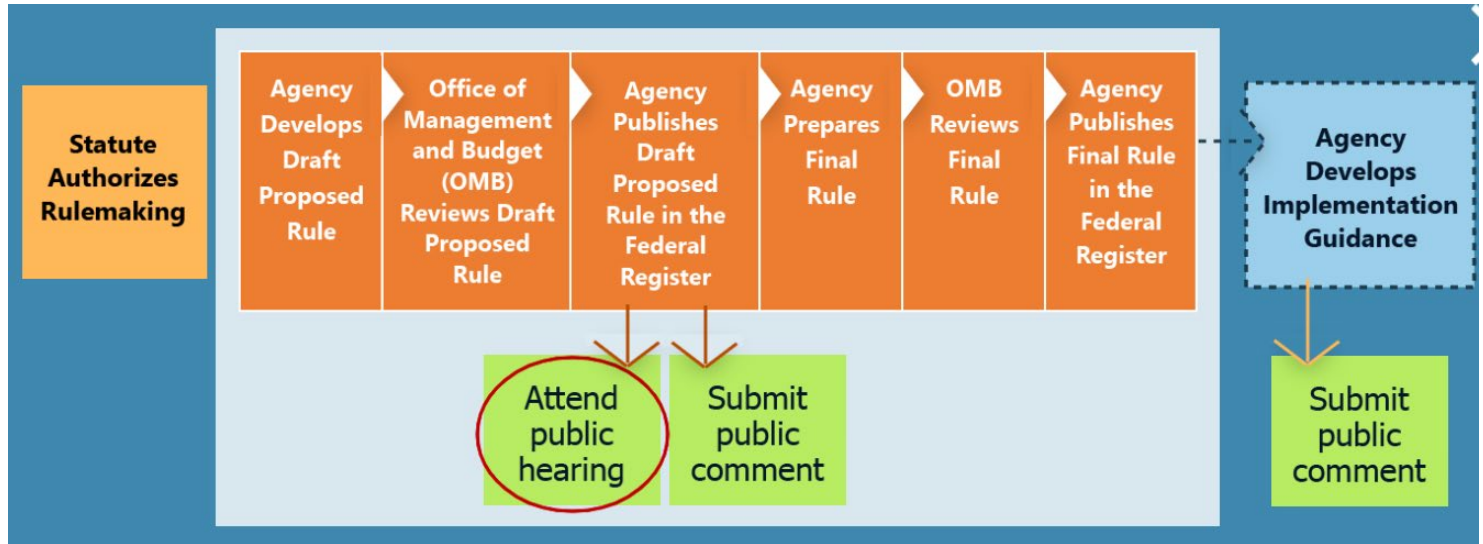 Statute
Authorizes
Rulemaking
Agency
Develops
Draft
Proposed
Rule
Office of
Management
and Budget
(OMB)
Reviews Draft
Proposed
Rule
Agency
Publishes
Draft
Proposed
Rule in the
Federal
Register
Agency
Prepares
Final
Rule
OMB
Reviews
Final
Rule
Agency
Publishes
Final Rule
in the
Federal
Register
Agency
Develops
Implementation
Guidance
Attend
public
hearing
Submit
public
comment
Submit
public
comment